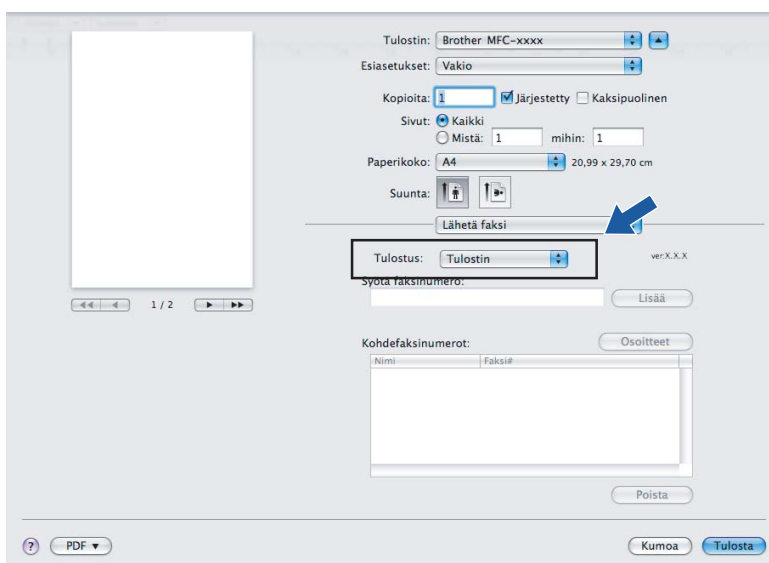 Tulostin: Brother MFC-xxxx
Esiasetukset: Vakio
Kopioita: 1 Järjestetty Kaksipuolinen
Sivut: Kaikki
Mistä: 1 mihin: 1
Paperikoko: A4 20,99 x 29,70 cm
Suunta:
Lähetä faksi
Tulostus: Tulostin ver:X.X.X
Syötä faksinumero:
Lisää
1 / 2
Kohdefaksinumerot: Osoitteet
Nimi Faksi#
Poista
? PDF ▼ Kumoa Tulosta